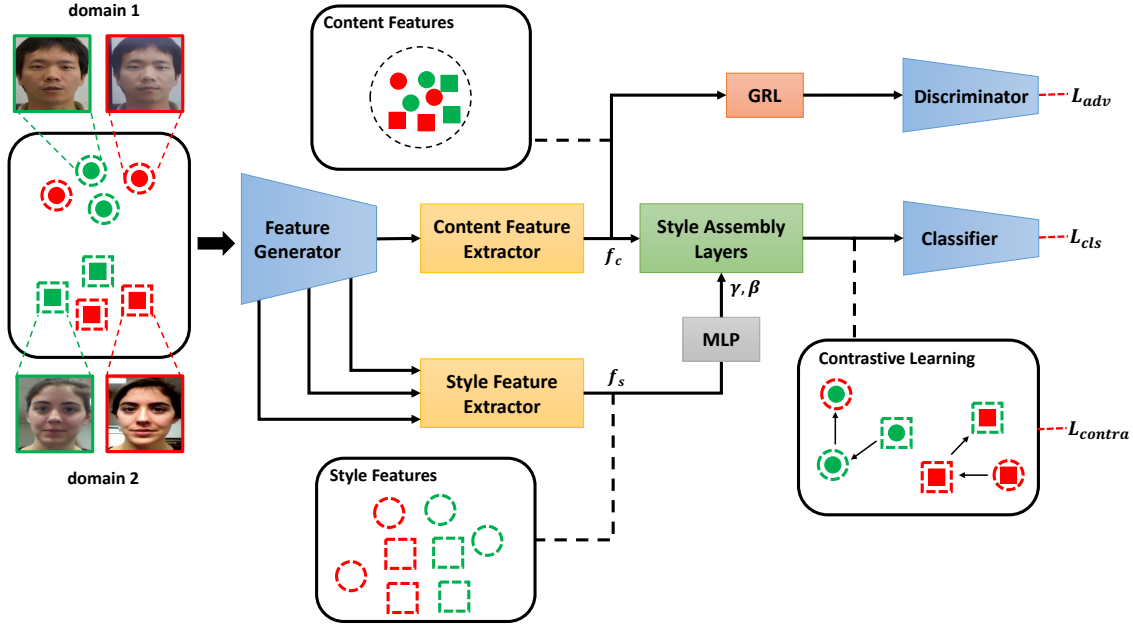 domain 1
Content Features
GRL
Discriminator
L_adv
Feature
Generator
Content Feature
Extractor
f_c
Style Assembly
Layers
Classifier
L_cls
γ, β
MLP
Style Feature
Extractor
f_s
Contrastive Learning
L_contra
domain 2
Style Features